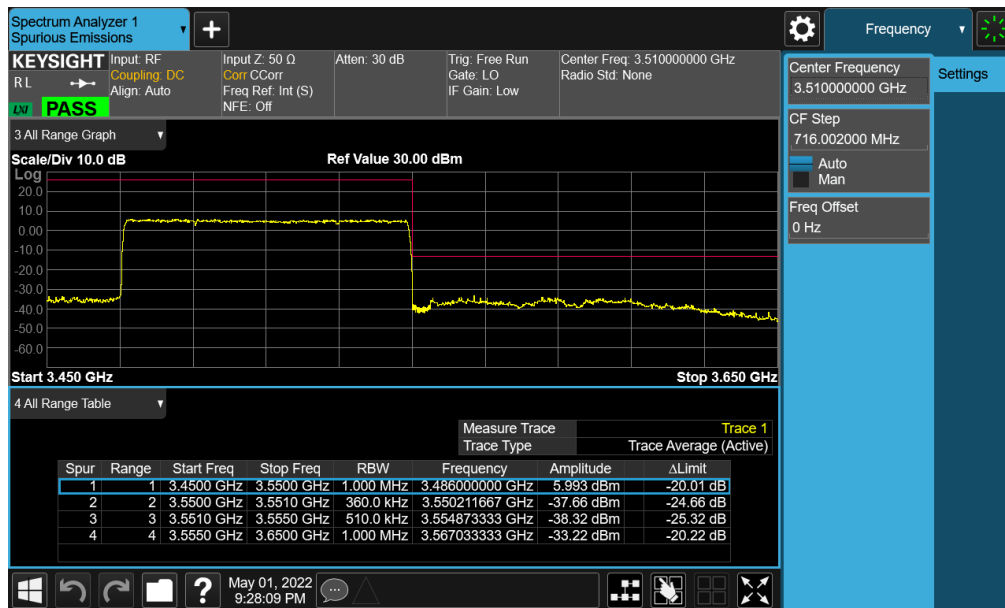 Spectrum Analyzer 1
Spurious Emissions
+
Frequency
KEYSIGHT
RL
LXI PASS
Input: RF
Coupling: DC
Align: Auto
Input Z: 50 Ω
Corr CCorr
Freq Ref: Int (S)
NFE: Off
Atten: 30 dB
Trig: Free Run
Gate: LO
IF Gain: Low
Center Freq: 3.510000000 GHz
Radio Std: None
Center Frequency
3.510000000 GHz
Settings
CF Step
716.002000 MHz
Auto
Man
Freq Offset
0 Hz
3 All Range Graph
Scale/Div 10.0 dB
Ref Value 30.00 dBm
Log
20.0
10.0
0.00
-10.0
-20.0
-30.0
-40.0
-50.0
-60.0
Start 3.450 GHz
Stop 3.650 GHz
4 All Range Table
Measure Trace Trace 1
Trace Type Trace Average (Active)
Spur Range Start Freq Stop Freq RBW Frequency Amplitude ΔLimit
1 1 3.4500 GHz 3.5500 GHz 1.000 MHz 3.486000000 GHz 5.993 dBm -20.01 dB
2 2 3.5500 GHz 3.5510 GHz 360.0 kHz 3.550211667 GHz -37.66 dBm -24.66 dB
3 3 3.5510 GHz 3.5550 GHz 510.0 kHz 3.554873333 GHz -38.32 dBm -25.32 dB
4 4 3.5550 GHz 3.6500 GHz 1.000 MHz 3.567033333 GHz -33.22 dBm -20.22 dB
?
May 01, 2022
9:28:09 PM